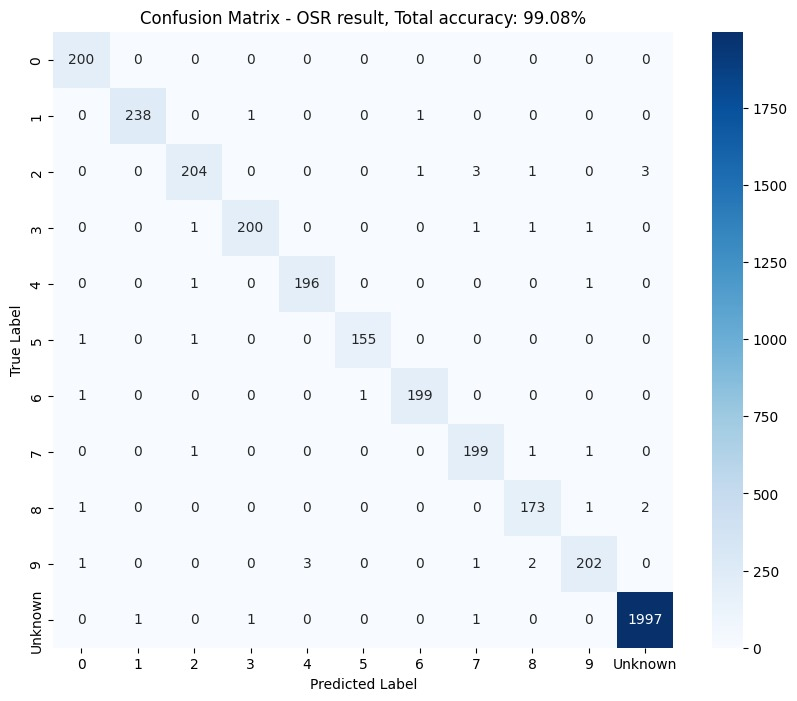 Confusion Matrix - OSR result, Total accuracy: 99.08%
True Label
0 200 0 0 0 0 0 0 0 0 0 0
1 0 238 0 1 0 0 1 0 0 0 0
2 0 0 204 0 0 0 1 3 1 0 3
3 0 0 1 200 0 0 0 1 1 1 0
4 0 0 1 0 196 0 0 0 0 1 0
5 1 0 1 0 0 155 0 0 0 0 0
6 1 0 0 0 0 1 199 0 0 0 0
7 0 0 1 0 0 0 0 199 1 1 0
8 1 0 0 0 0 0 0 0 173 1 2
9 1 0 0 0 3 0 0 1 2 202 0
Unknown 0 1 0 1 0 0 0 1 0 0 1997
0 1 2 3 4 5 6 7 8 9 Unknown
Predicted Label
1750
1500
1250
1000
750
500
250
0